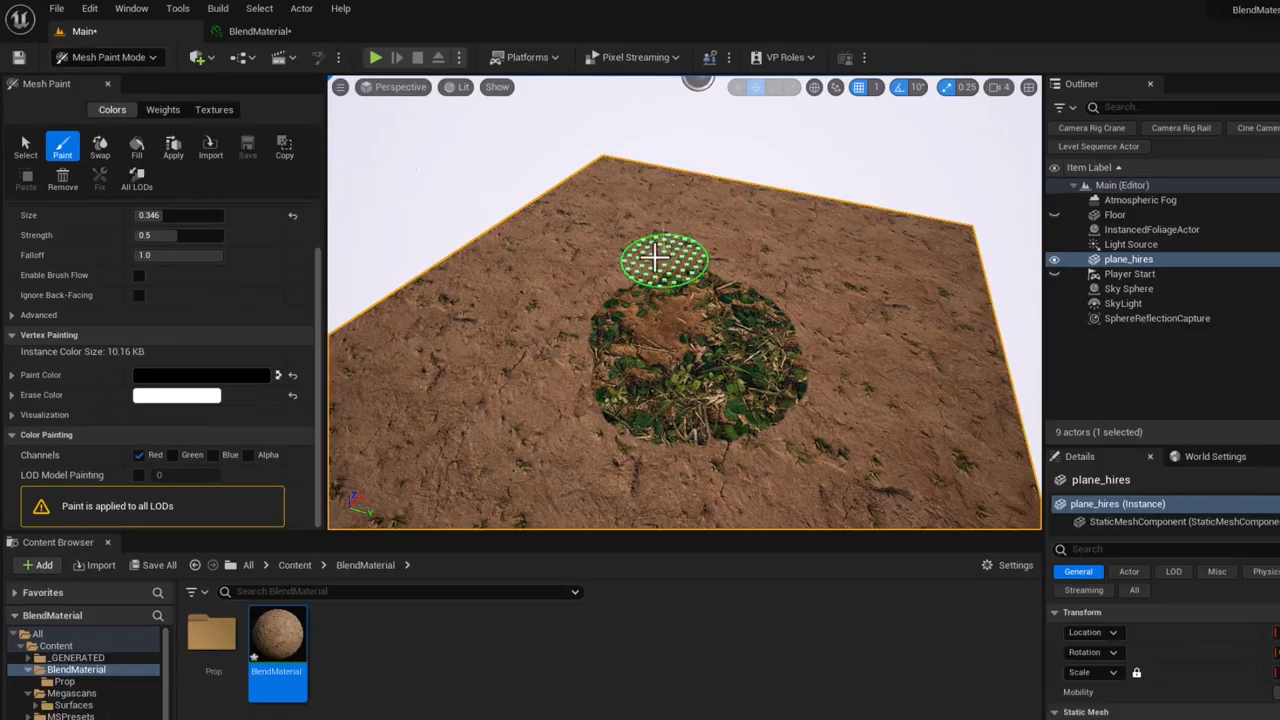 File Edit Window Tools Build Select Actor Help
BlendMater
Main•
BlendMaterial•
Mesh Paint Mode
Platforms
Pixel Streaming
VP Roles
Mesh Paint
Colors Weights Textures
Select Paint Swap Fill Apply Import Save Copy
Paste Remove Fix All LODs
Size 0.346
Strength 0.5
Falloff 1.0
Enable Brush Flow
Ignore Back-Facing
Advanced
Vertex Painting
Instance Color Size: 10.16 KB
Paint Color
Erase Color
Visualization
Color Painting
Channels Red Green Blue Alpha
LOD Model Painting 0
Paint is applied to all LODs
Perspective Lit Show
1 10° 0.25 4
Z
Y
Outliner
Search...
Camera Rig Crane Camera Rig Rail Cine Camera
Level Sequence Actor
Item Label
Main (Editor)
Atmospheric Fog
Floor
InstancedFoliageActor
Light Source
plane_hires
Player Start
Sky Sphere
SkyLight
SphereReflectionCapture
9 actors (1 selected)
Details World Settings
plane_hires
plane_hires (Instance)
StaticMeshComponent (StaticMeshCompone
Search
General Actor LOD Misc Physi
Streaming All
Transform
Location
Rotation
Scale
Mobility
Static Mesh
Content Browser
Add Import Save All All Content BlendMaterial Settings
Favorites
Search BlendMaterial
BlendMaterial
All
Content
_GENERATED
BlendMaterial
Prop
Megascans
Surfaces
MSPresets
Prop
BlendMaterial